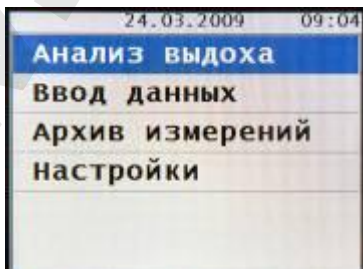 24.03.2009 09:04
Анализ выдоха
Ввод данных
Архив измерений
Настройки